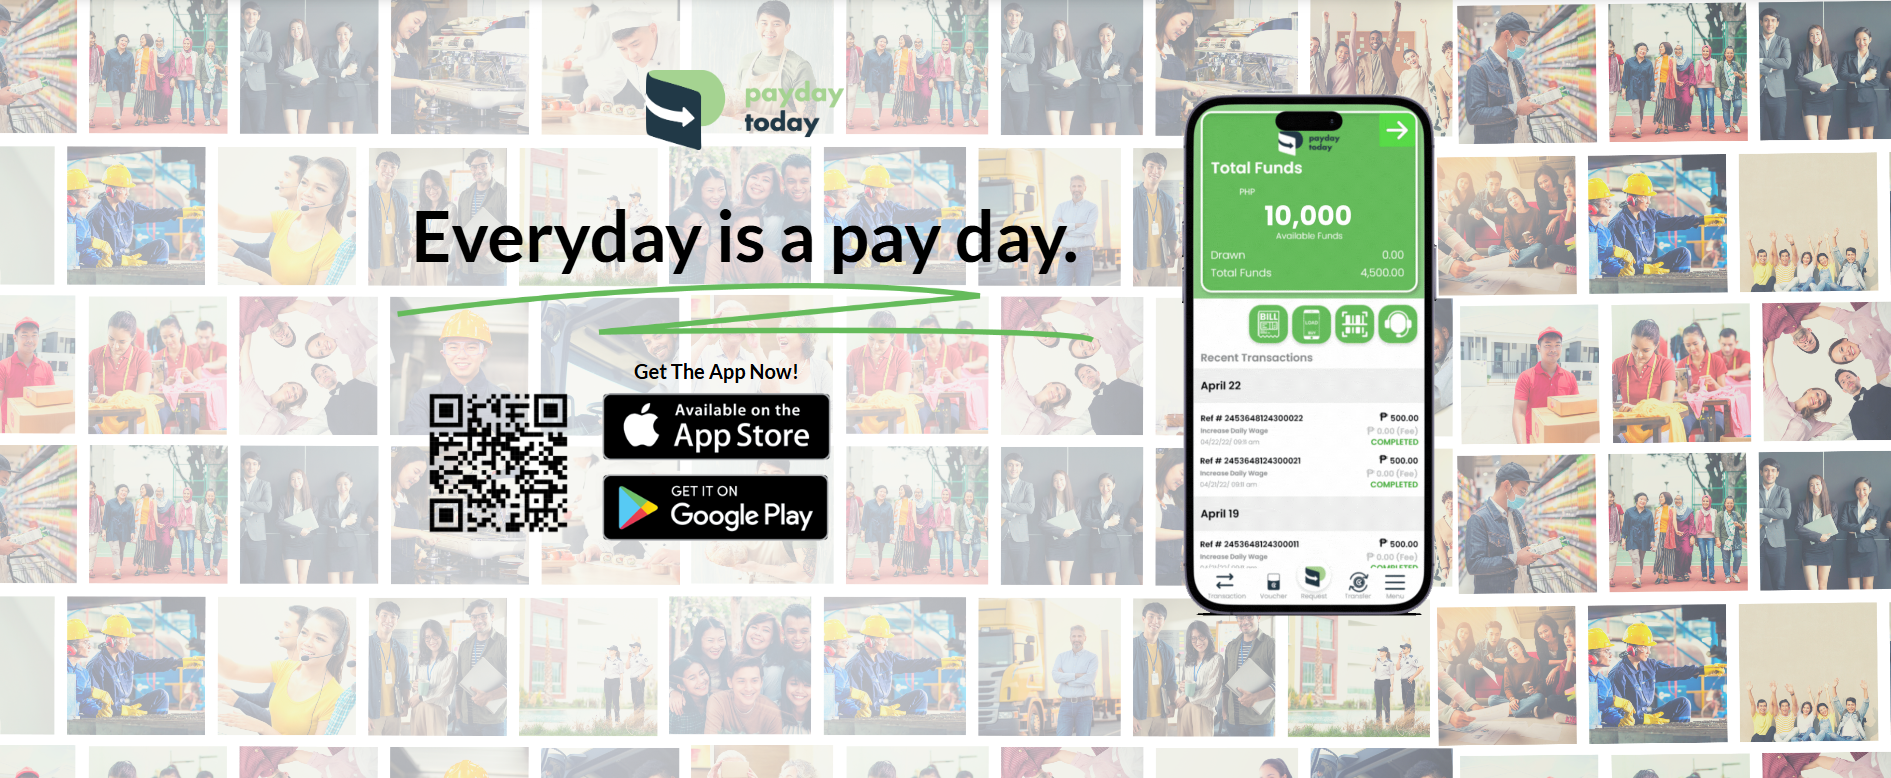 payday
today
Everyday is a pay day.
Get The App Now!
Available on the
App Store
GET IT ON
Google Play
payday
today
Total Funds
PHP
10,000
Available Funds
Drawn 0.00
Total Funds 4,500.00
BILL
LOAD
Recent Transactions
April 22
Ref # 2453648124300022 ₱ 500.00
Increase Daily Wage ₱ 0.00 (Fee)
04/22/22/ 09:11 am COMPLETED
Ref # 2453648124300021 ₱ 500.00
Increase Daily Wage ₱ 0.00 (Fee)
04/21/22/ 09:11 am COMPLETED
April 19
Ref # 2453648124300011 ₱ 500.00
Increase Daily Wage ₱ 0.00 (Fee)
COMPLETED
Transaction Voucher Request Transfer Menu